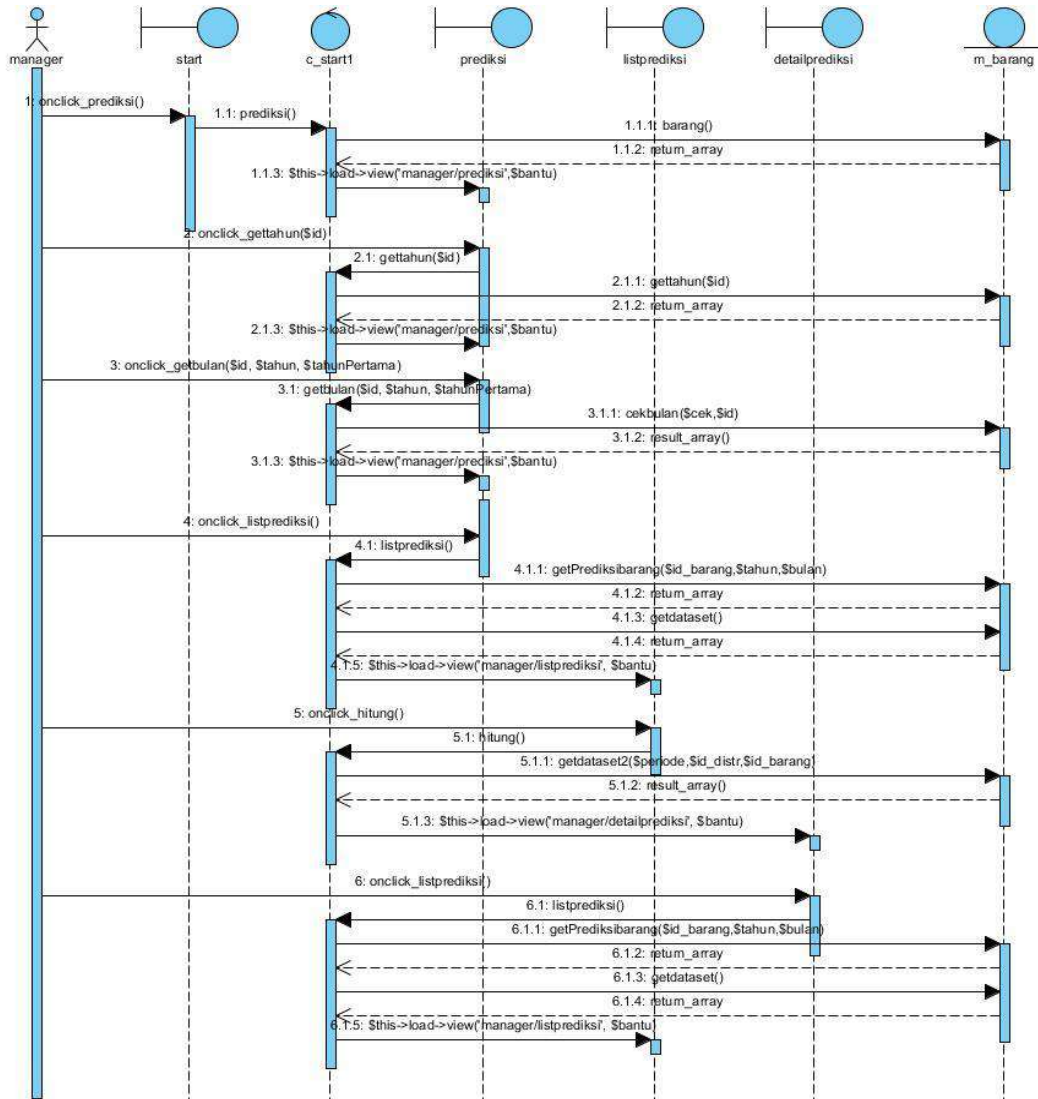 manager
start
c_start1
prediksi
listprediksi
detailprediksi
m_barang
1: onclick_prediksi()
1.1: prediksi()
1.1.1: barang()
1.1.2: return_array
1.1.3: $this->load->view('manager/prediksi',$bantu)
2: onclick_gettahun($id)
2.1: gettahun($id)
2.1.1: gettahun($id)
2.1.2: return_array
2.1.3: $this->load->view('manager/prediksi',$bantu)
3: onclick_getbulan($id, $tahun, $tahunPertama)
3.1: getbulan($id, $tahun, $tahunPertama)
3.1.1: cekbulan($cek,$id)
3.1.2: result_array()
3.1.3: $this->load->view('manager/prediksi',$bantu)
4: onclick_listprediksi()
4.1: listprediksi()
4.1.1: getPrediksibarang($id_barang,$tahun,$bulan)
4.1.2: return_array
4.1.3: getdataset()
4.1.4: return_array
4.1.5: $this->load->view('manager/listprediksi', $bantu)
5: onclick_hitung()
5.1: hitung()
5.1.1: getdataset2($periode,$id_distr,$id_barang)
5.1.2: result_array()
5.1.3: $this->load->view('manager/detailprediksi', $bantu)
6: onclick_listprediksi()
6.1: listprediksi()
6.1.1: getPrediksibarang($id_barang,$tahun,$bulan)
6.1.2: return_array
6.1.3: getdataset()
6.1.4: return_array
6.1.5: $this->load->view('manager/listprediksi', $bantu)